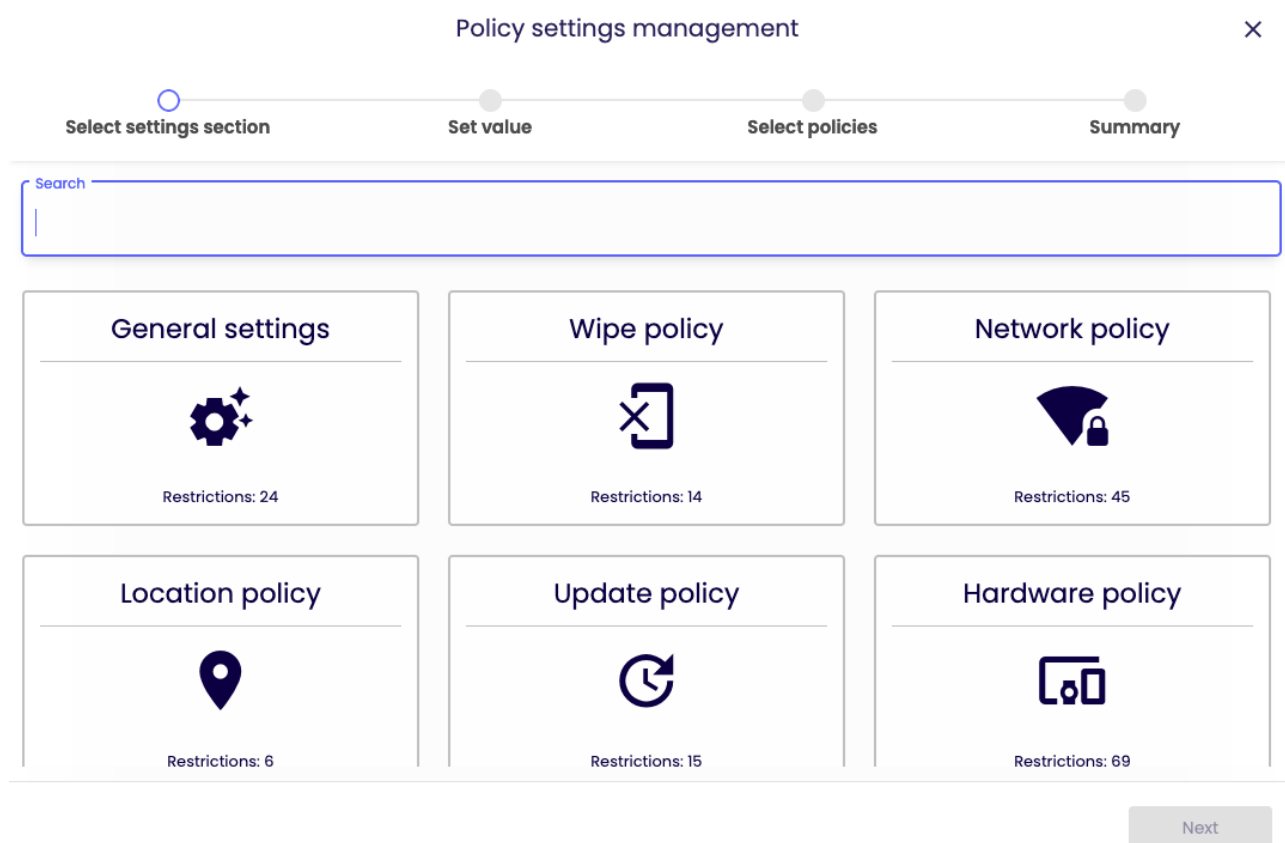 Policy settings management
Select settings section
Set value
Select policies
Summary
Search
General settings
Restrictions: 24
Wipe policy
Restrictions: 14
Network policy
Restrictions: 45
Location policy
Restrictions: 6
Update policy
Restrictions: 15
Hardware policy
Restrictions: 69
Next